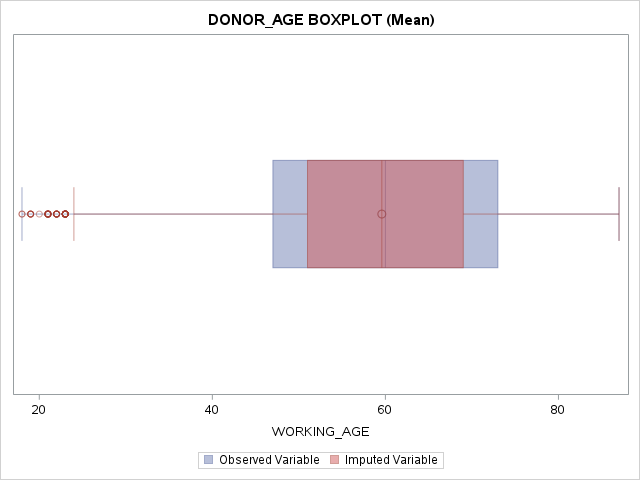 DONOR_AGE BOXPLOT (Mean)
20 40 60 80
WORKING_AGE
Observed Variable Imputed Variable